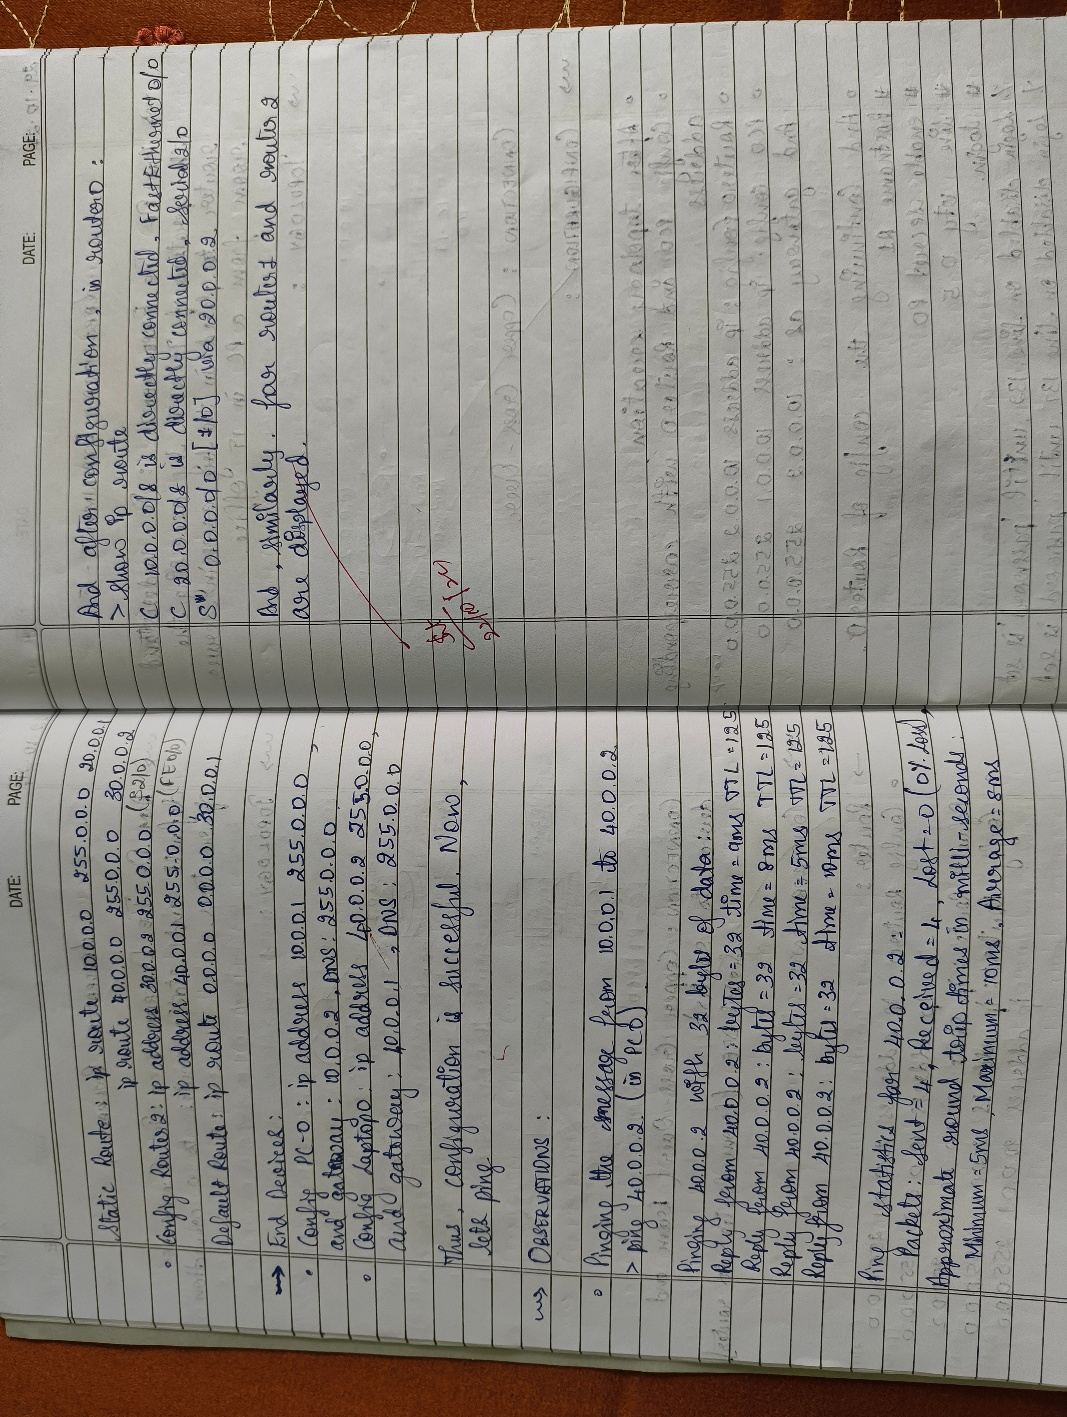 DATE: PAGE:
Static Route: ip route 10.0.0.0 255.0.0.0 20.0.0.1
ip route 40.0.0.0 255.0.0.0 30.0.0.2
• Config Router2: ip address 30.0.0.2 255.0.0.0 (S2/0)
: ip address 40.0.0.1 255.0.0.0 (FE0/0)
Default Route: ip route 0.0.0.0 0.0.0.0 30.0.0.1
→ End Devices:
• Config PC-0: ip address 10.0.0.1 255.0.0.0,
and gateway: 10.0.0.2, DNS: 255.0.0.0
• Config Laptop0: ip address 40.0.0.2 255.0.0.0,
and gateway: 40.0.0.1, DNS: 255.0.0.0
Thus, configuration is successful. Now,
lets ping
→ OBSERVATIONS:
• Pinging the message from 10.0.0.1 to 40.0.0.2
> ping 40.0.0.2 (in PC0)
Pinging 40.0.0.2 with 32 bytes of data:
Reply from 40.0.0.2: bytes=32 time=9ms TTL=125
Reply from 40.0.0.2: bytes=32 time=8ms TTL=125
Reply from 40.0.0.2: bytes=32 time=5ms TTL=125
Reply from 40.0.0.2: bytes=32 time=10ms TTL=125
Ping statistics for 40.0.0.2:
Packets: Sent=4, Received=4, Lost=0 (0% loss),
Approximate round trip times in milli-seconds:
Minimum=5ms, Maximum=10ms, Average=8ms
DATE: PAGE:
And after configuration, in router0:
> show ip route
C 10.0.0.0/8 is directly connected, FastEthernet0/0
C 20.0.0.0/8 is directly connected, Serial2/0
S* 0.0.0.0/0 [1/0] via 20.0.0.2
And, similarly for router1 and router2
are displayed.
22/10/24